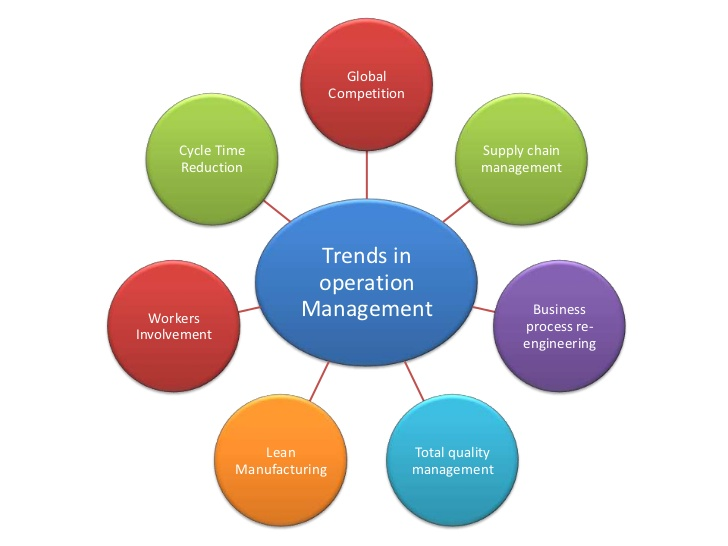 Global
Competition
Supply chain
management
Business
process re-
engineering
Total quality
management
Lean
Manufacturing
Workers
Involvement
Cycle Time
Reduction
Trends in
operation
Management